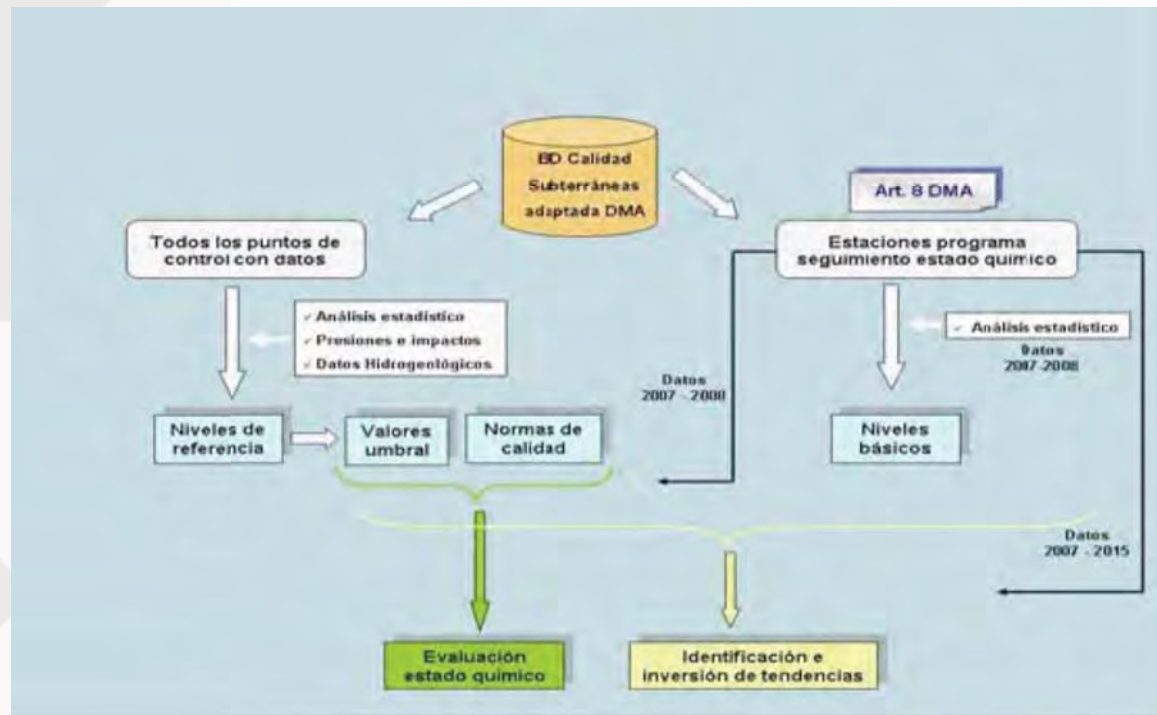 BD Calidad
Subterráneas
adaptada DMA
Art. 8 DMA
Todos los puntos de
control con datos
Estaciones programa
seguimiento estado químico
✓ Análisis estadístico
✓ Presiones e impactos
✓ Datos Hidrogenlógicos
✓ Análisis estadístico
Datos
2007-2008
Datos
2007 - 2008
Niveles de
referencia
Valores
umbral
Normas de
calidad
Niveles
básicos
Datos
2007 - 2015
Evaluación
estado químico
Identificación e
inversión de tendencias